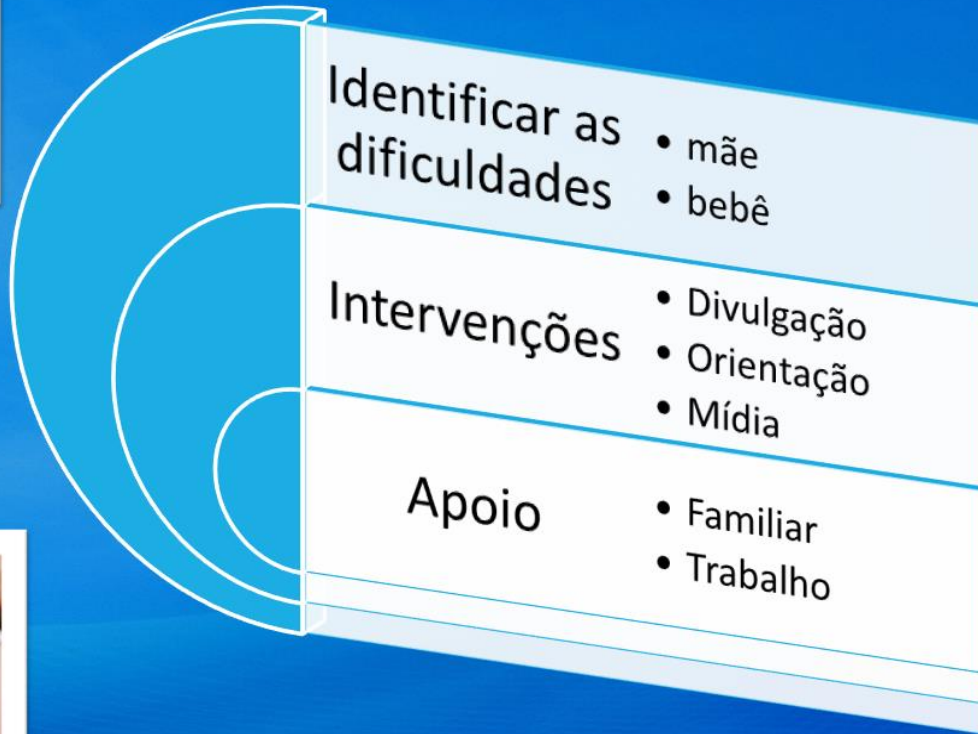 Identificar as
dificuldades
• mãe
• bebê
Intervenções
• Divulgação
• Orientação
• Mídia
Apoio
• Familiar
• Trabalho